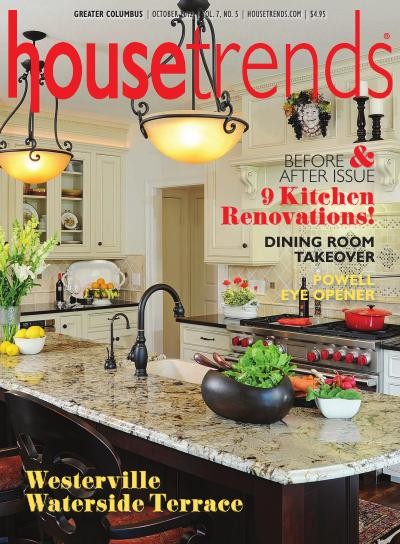 GREATER COLUMBUS | OCTOBER 2012 | VOL. 7, NO. 5 | HOUSETRENDS.COM | $4.95
housetrends®
BEFORE &
AFTER ISSUE
9 Kitchen
Renovations!
DINING ROOM
TAKEOVER
POWELL
EYE OPENER
Westerville
Waterside Terrace